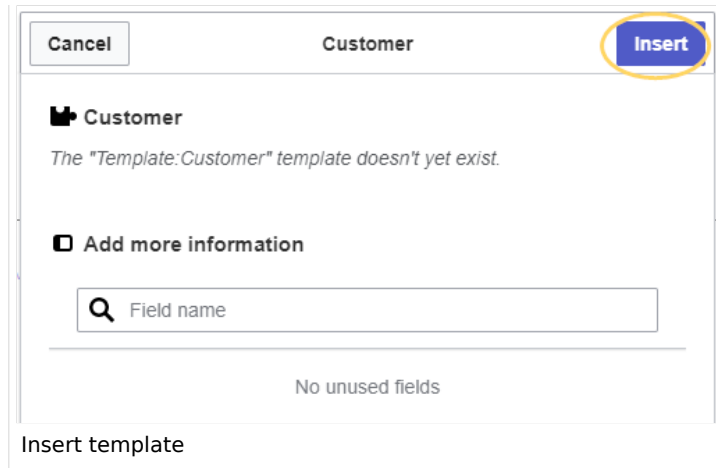 Cancel Customer Insert
Customer
The "Template:Customer" template doesn't yet exist.
Add more information
Field name
No unused fields
Insert template